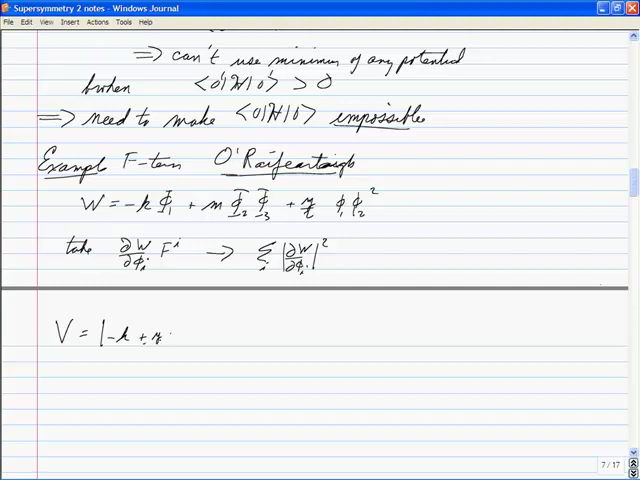 Supersymmetry 2 notes - Windows Journal
File Edit View Insert Actions Tools Help
⟹ can't use minimum of any potential
broken <0'|H|0'> > 0
⟹ need to make <0|H|0> impossible
Example F-term O'Raifeartaigh
W = -k Φ₁ + m Φ₂ Φ₃ + y/2 Φ₁ Φ₂²
take ∂W/∂φᵢ Fⁱ → Σᵢ |∂W/∂φᵢ|²
V = |-k + y
7 / 17